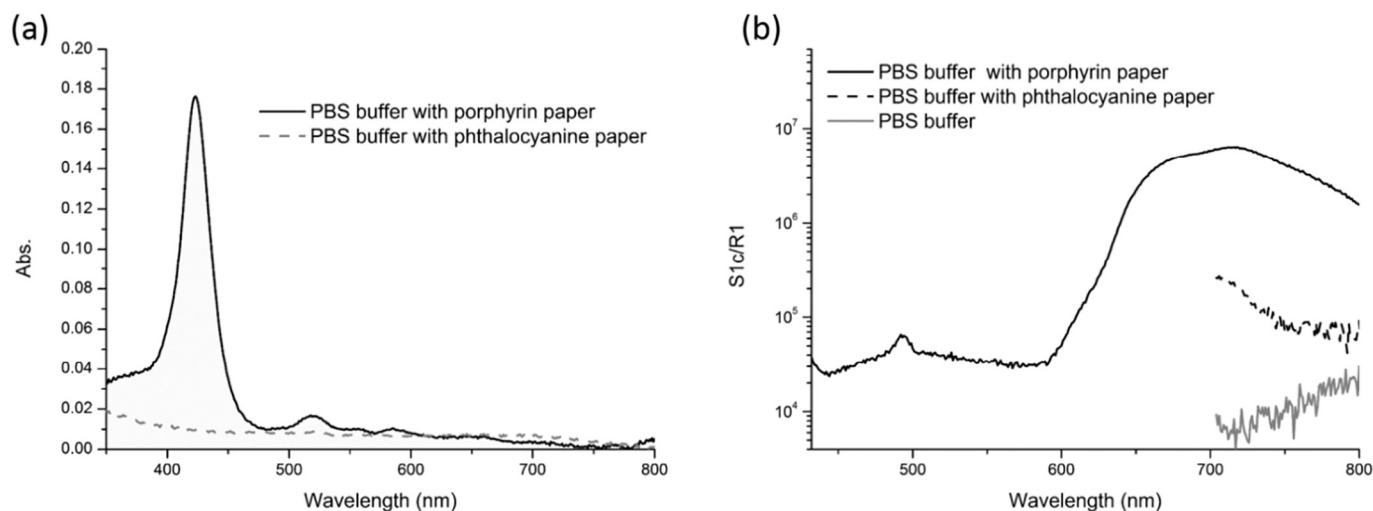 (a)
0.20
0.18
0.16
0.14
0.12
0.10
0.08
0.06
0.04
0.02
0.00
Abs.
PBS buffer with porphyrin paper
PBS buffer with phthalocyanine paper
400 500 600 700 800
Wavelength (nm)
(b)
PBS buffer with porphyrin paper
PBS buffer with phthalocyanine paper
PBS buffer
10⁷
10⁶
10⁵
10⁴
S1c/R1
500 600 700 800
Wavelength (nm)